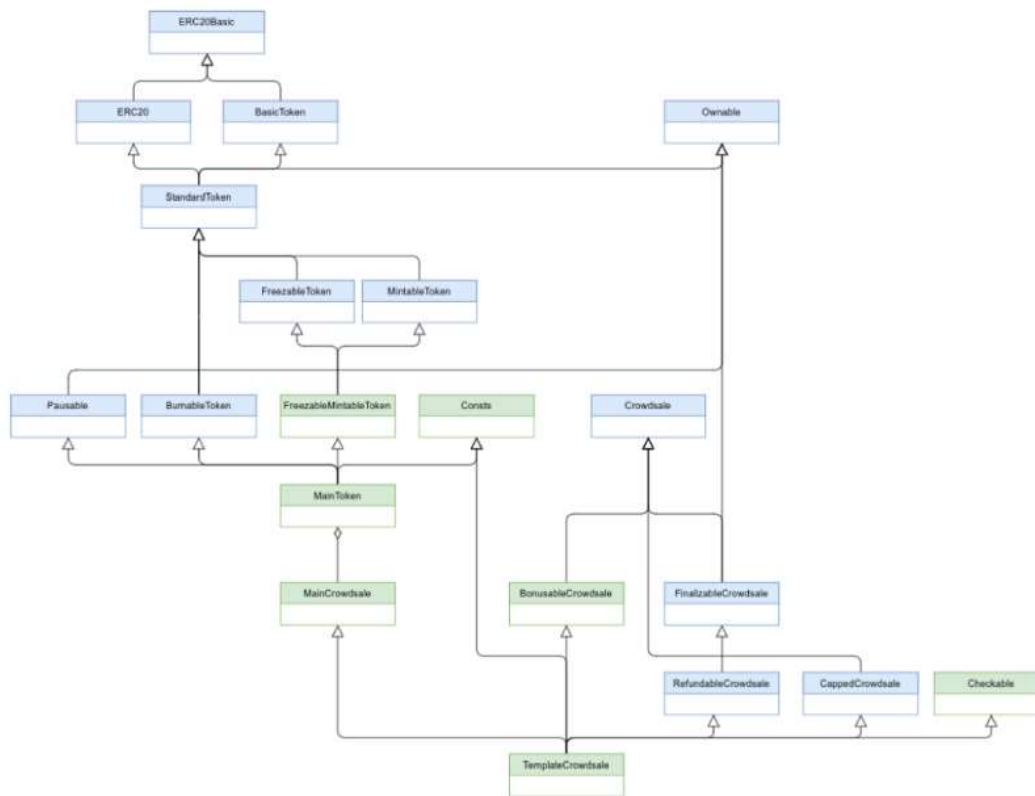 ERC20Basic
ERC20
BasicToken
Ownable
StandardToken
FreezableToken
MintableToken
Pausable
BurnableToken
FreezableMintableToken
Consts
Crowdsale
MainToken
MainCrowdsale
BonusableCrowdsale
FinalizableCrowdsale
RefundableCrowdsale
CappedCrowdsale
Checkable
TemplateCrowdsale